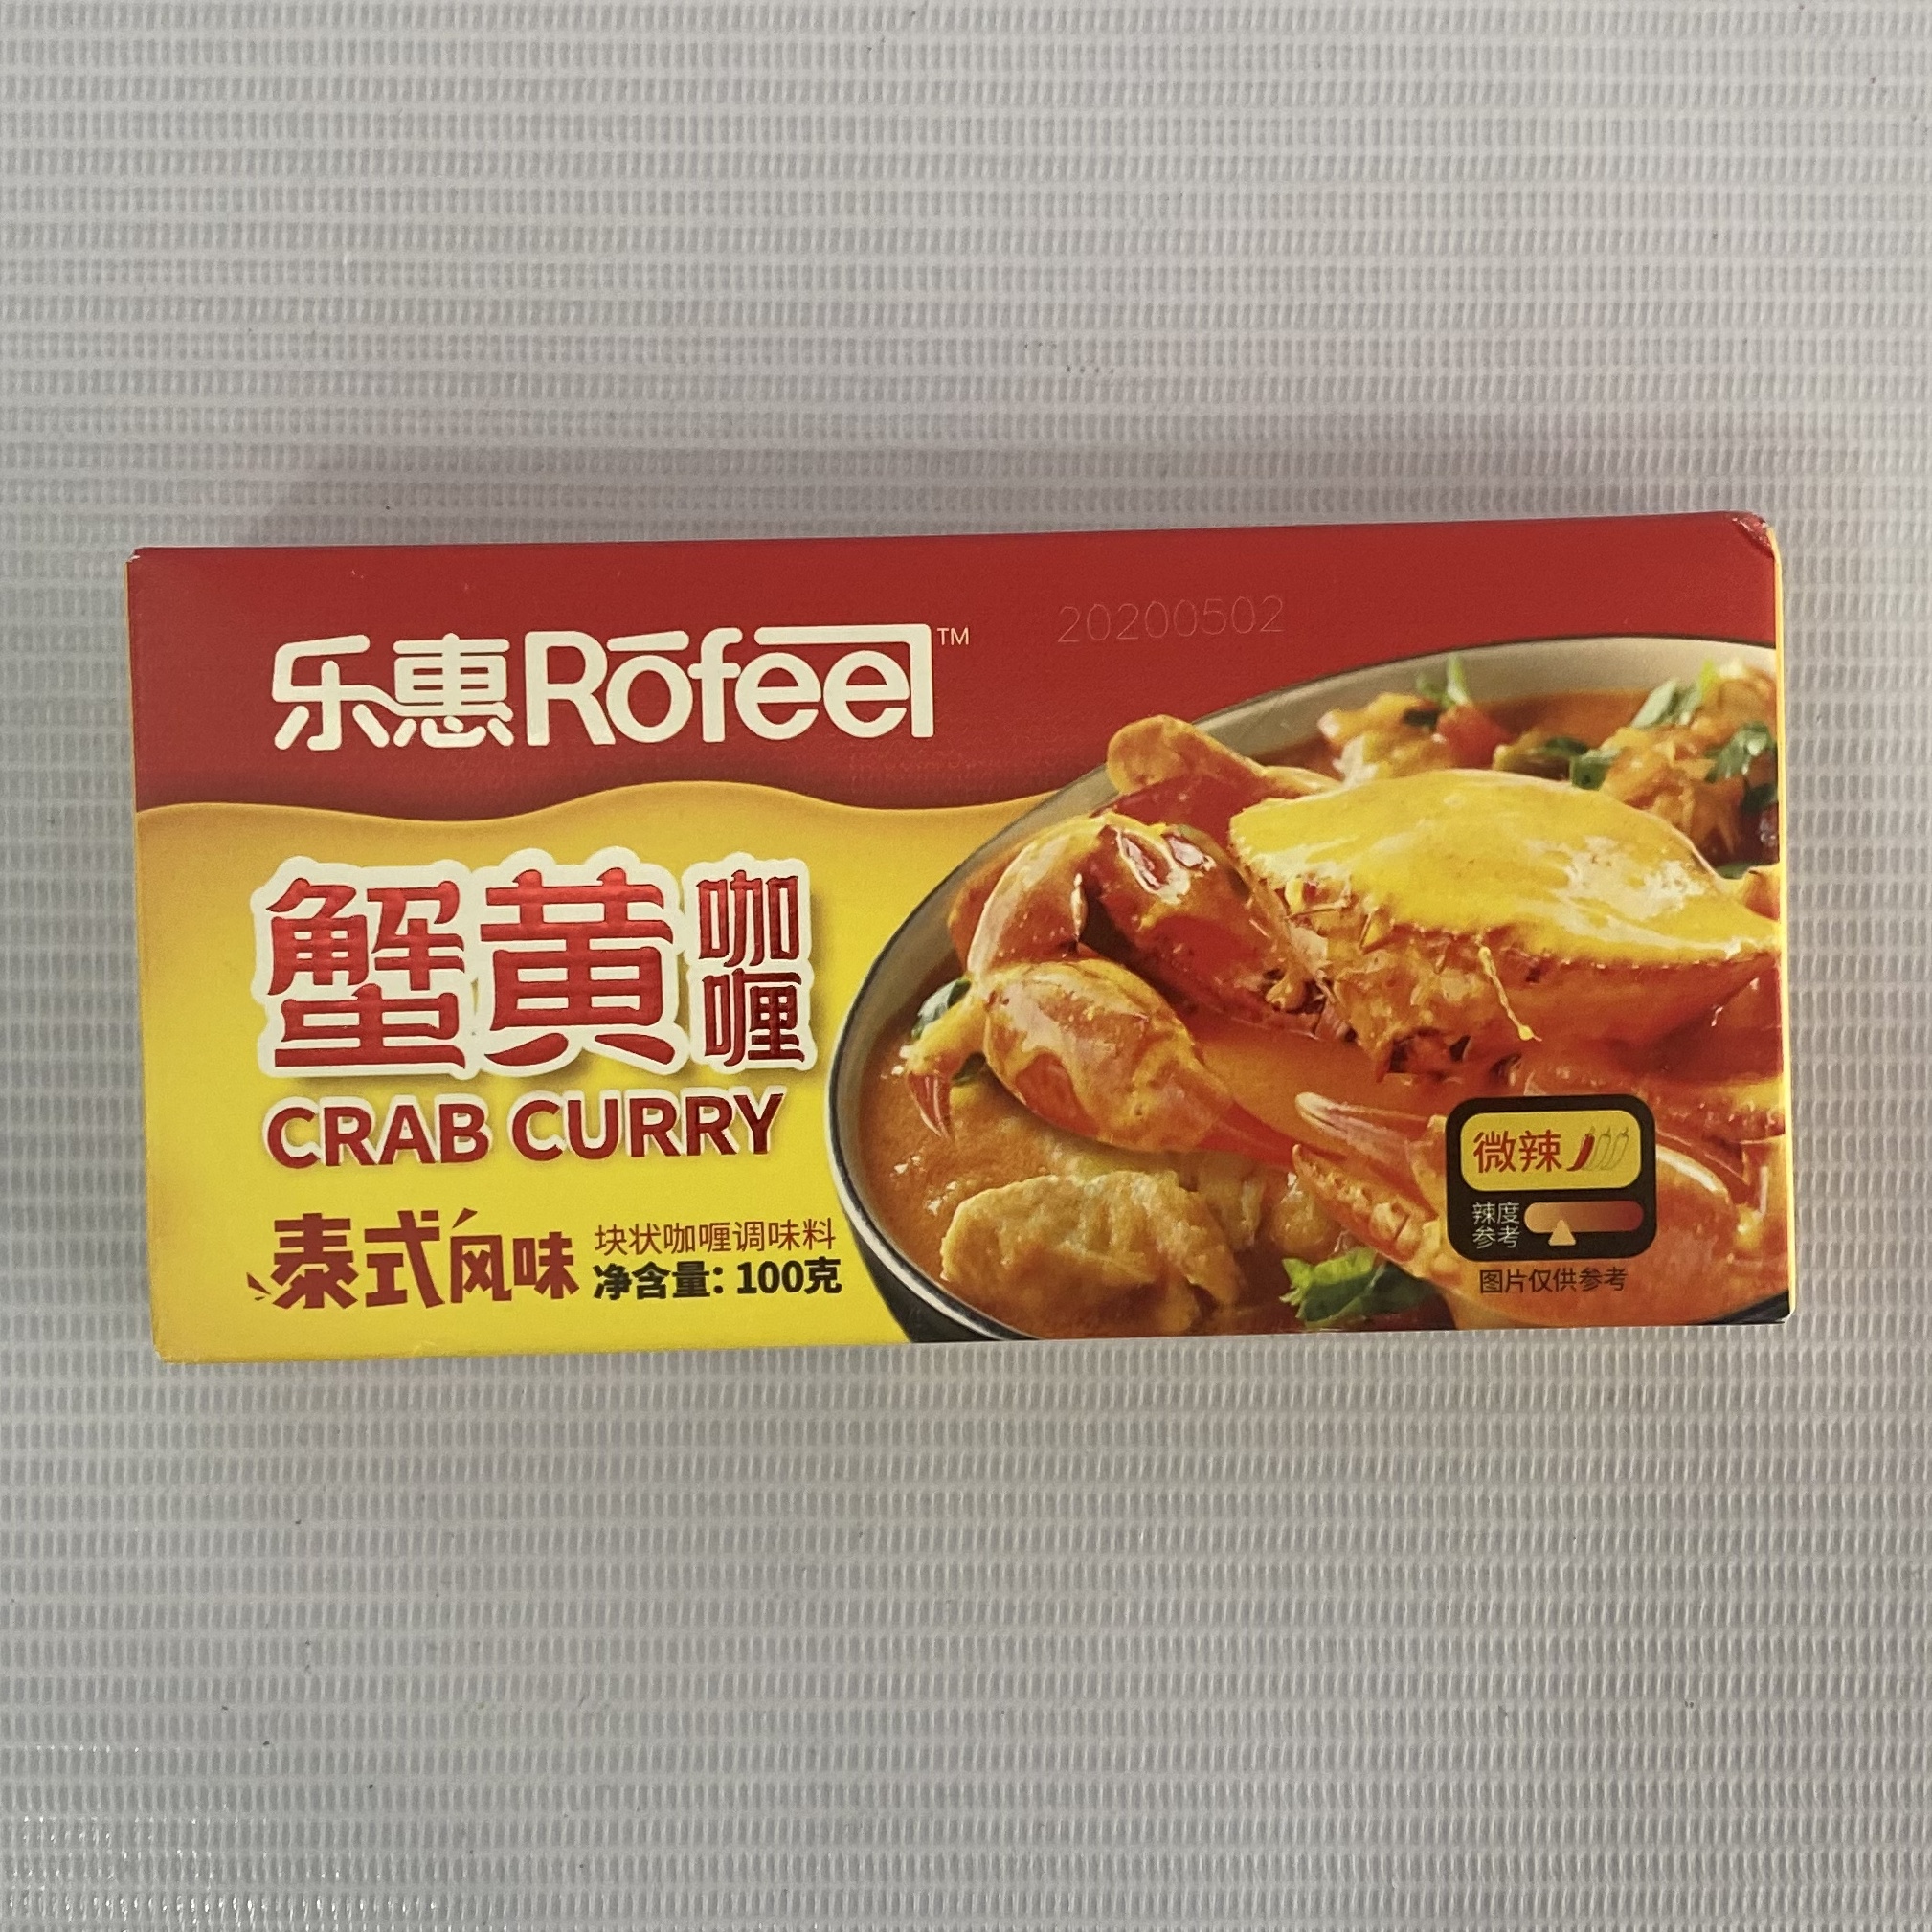 乐惠Rofeel™
20200502
蟹黄咖喱
CRAB CURRY
泰式风味
块状咖喱调味料
净含量：100克
微辣
辣度
参考
图片仅供参考